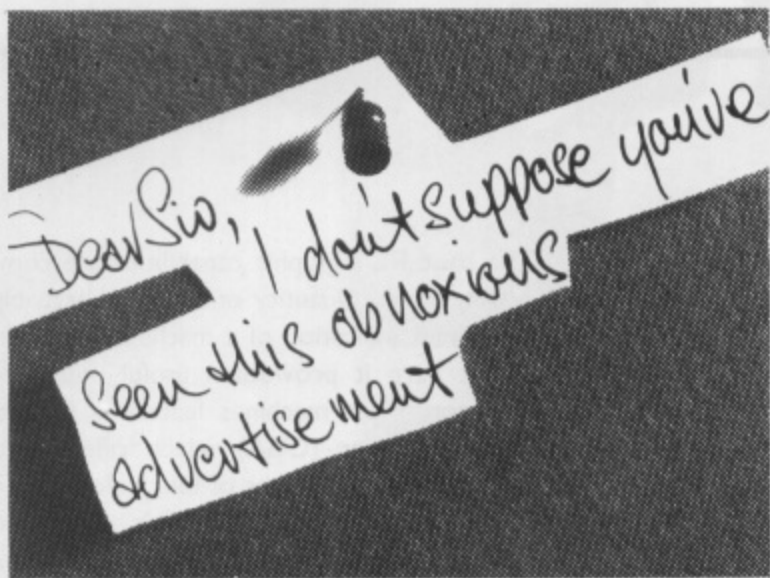 Dear Sir,
I don't suppose you've
seen this obnoxious
advertisement